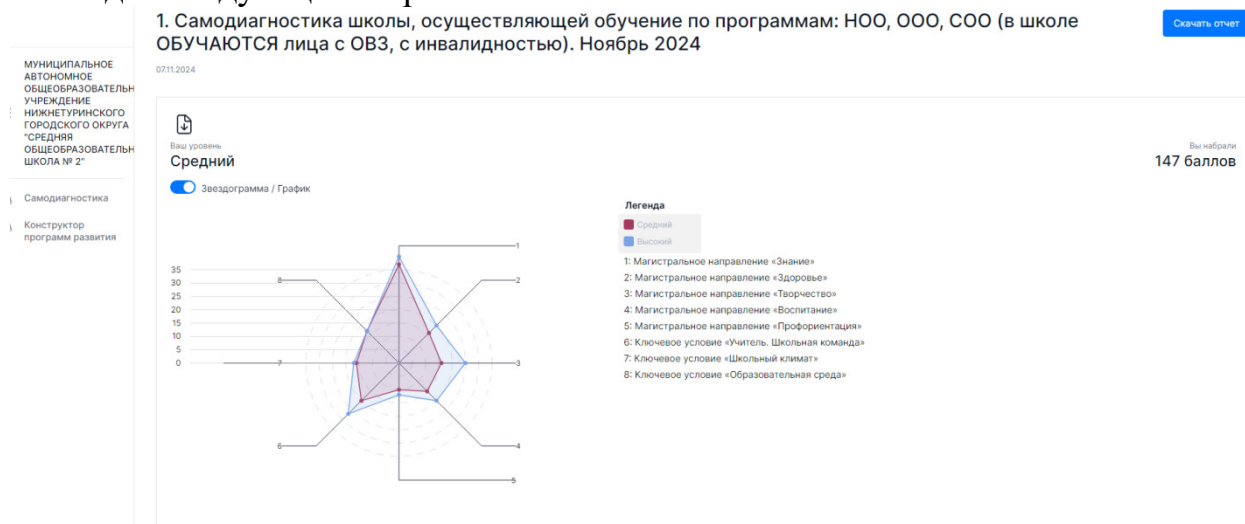 1. Самодиагностика школы, осуществляющей обучение по программам: НОО, ООО, СОО (в школе
ОБУЧАЮТСЯ лица с ОВЗ, с инвалидностью). Ноябрь 2024
Скачать отчет
07.11.2024
МУНИЦИПАЛЬНОЕ
АВТОНОМНОЕ
ОБЩЕОБРАЗОВАТЕЛЬН
УЧРЕЖДЕНИЕ
НИЖНЕТУРИНСКОГО
ГОРОДСКОГО ОКРУГА
"СРЕДНЯЯ
ОБЩЕОБРАЗОВАТЕЛЬН
ШКОЛА № 2"
Самодиагностика
Конструктор
программ развития
Ваш уровень
Средний
Вы набрали
147 баллов
Звездограмма / График
Легенда
Средний
Высокий
1: Магистральное направление «Знание»
2: Магистральное направление «Здоровье»
3: Магистральное направление «Творчество»
4: Магистральное направление «Воспитание»
5: Магистральное направление «Профориентация»
6: Ключевое условие «Учитель. Школьная команда»
7: Ключевое условие «Школьный климат»
8: Ключевое условие «Образовательная среда»
35
30
25
20
15
10
5
0
1
2
3
4
5
6
7
8